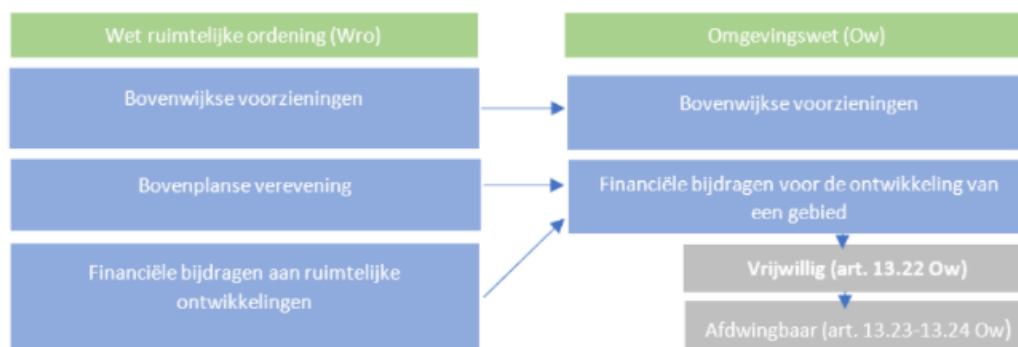 Wet ruimtelijke ordening (Wro)
Omgevingswet (Ow)
Bovenwijkse voorzieningen
Bovenwijkse voorzieningen
Bovenplanse verevening
Financiële bijdragen voor de ontwikkeling van
een gebied
Financiële bijdragen aan ruimtelijke
ontwikkelingen
Vrijwillig (art. 13.22 Ow)
Afdwingbaar (art. 13.23-13.24 Ow)